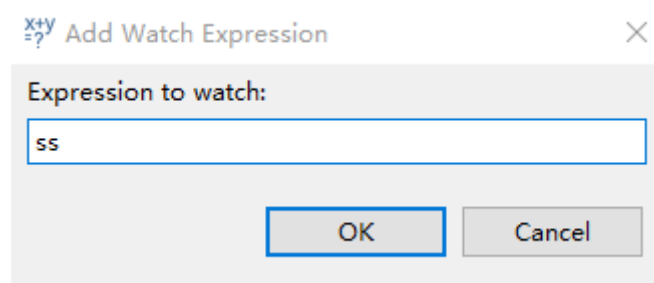 x+y
=?
Add Watch Expression
Expression to watch:
ss
OK
Cancel